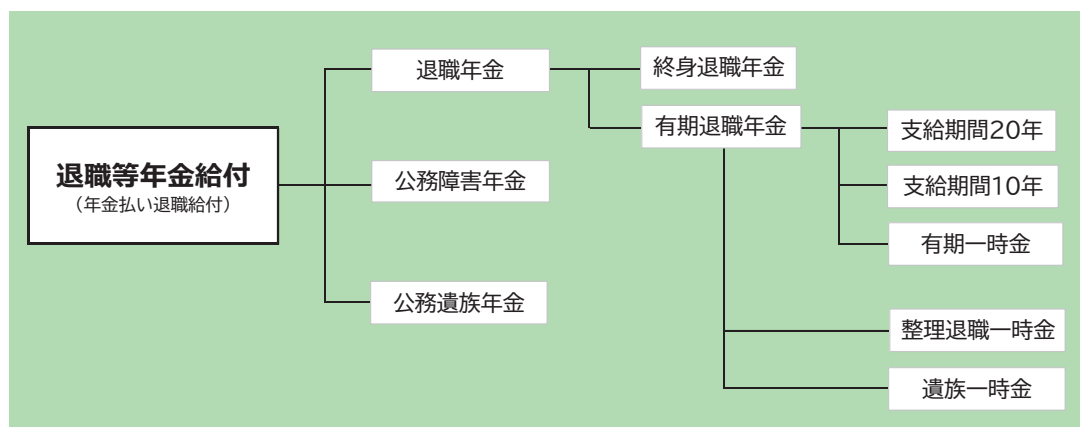 退職等年金給付
（年金払い退職給付）
退職年金
公務障害年金
公務遺族年金
終身退職年金
有期退職年金
支給期間20年
支給期間10年
有期一時金
整理退職一時金
遺族一時金